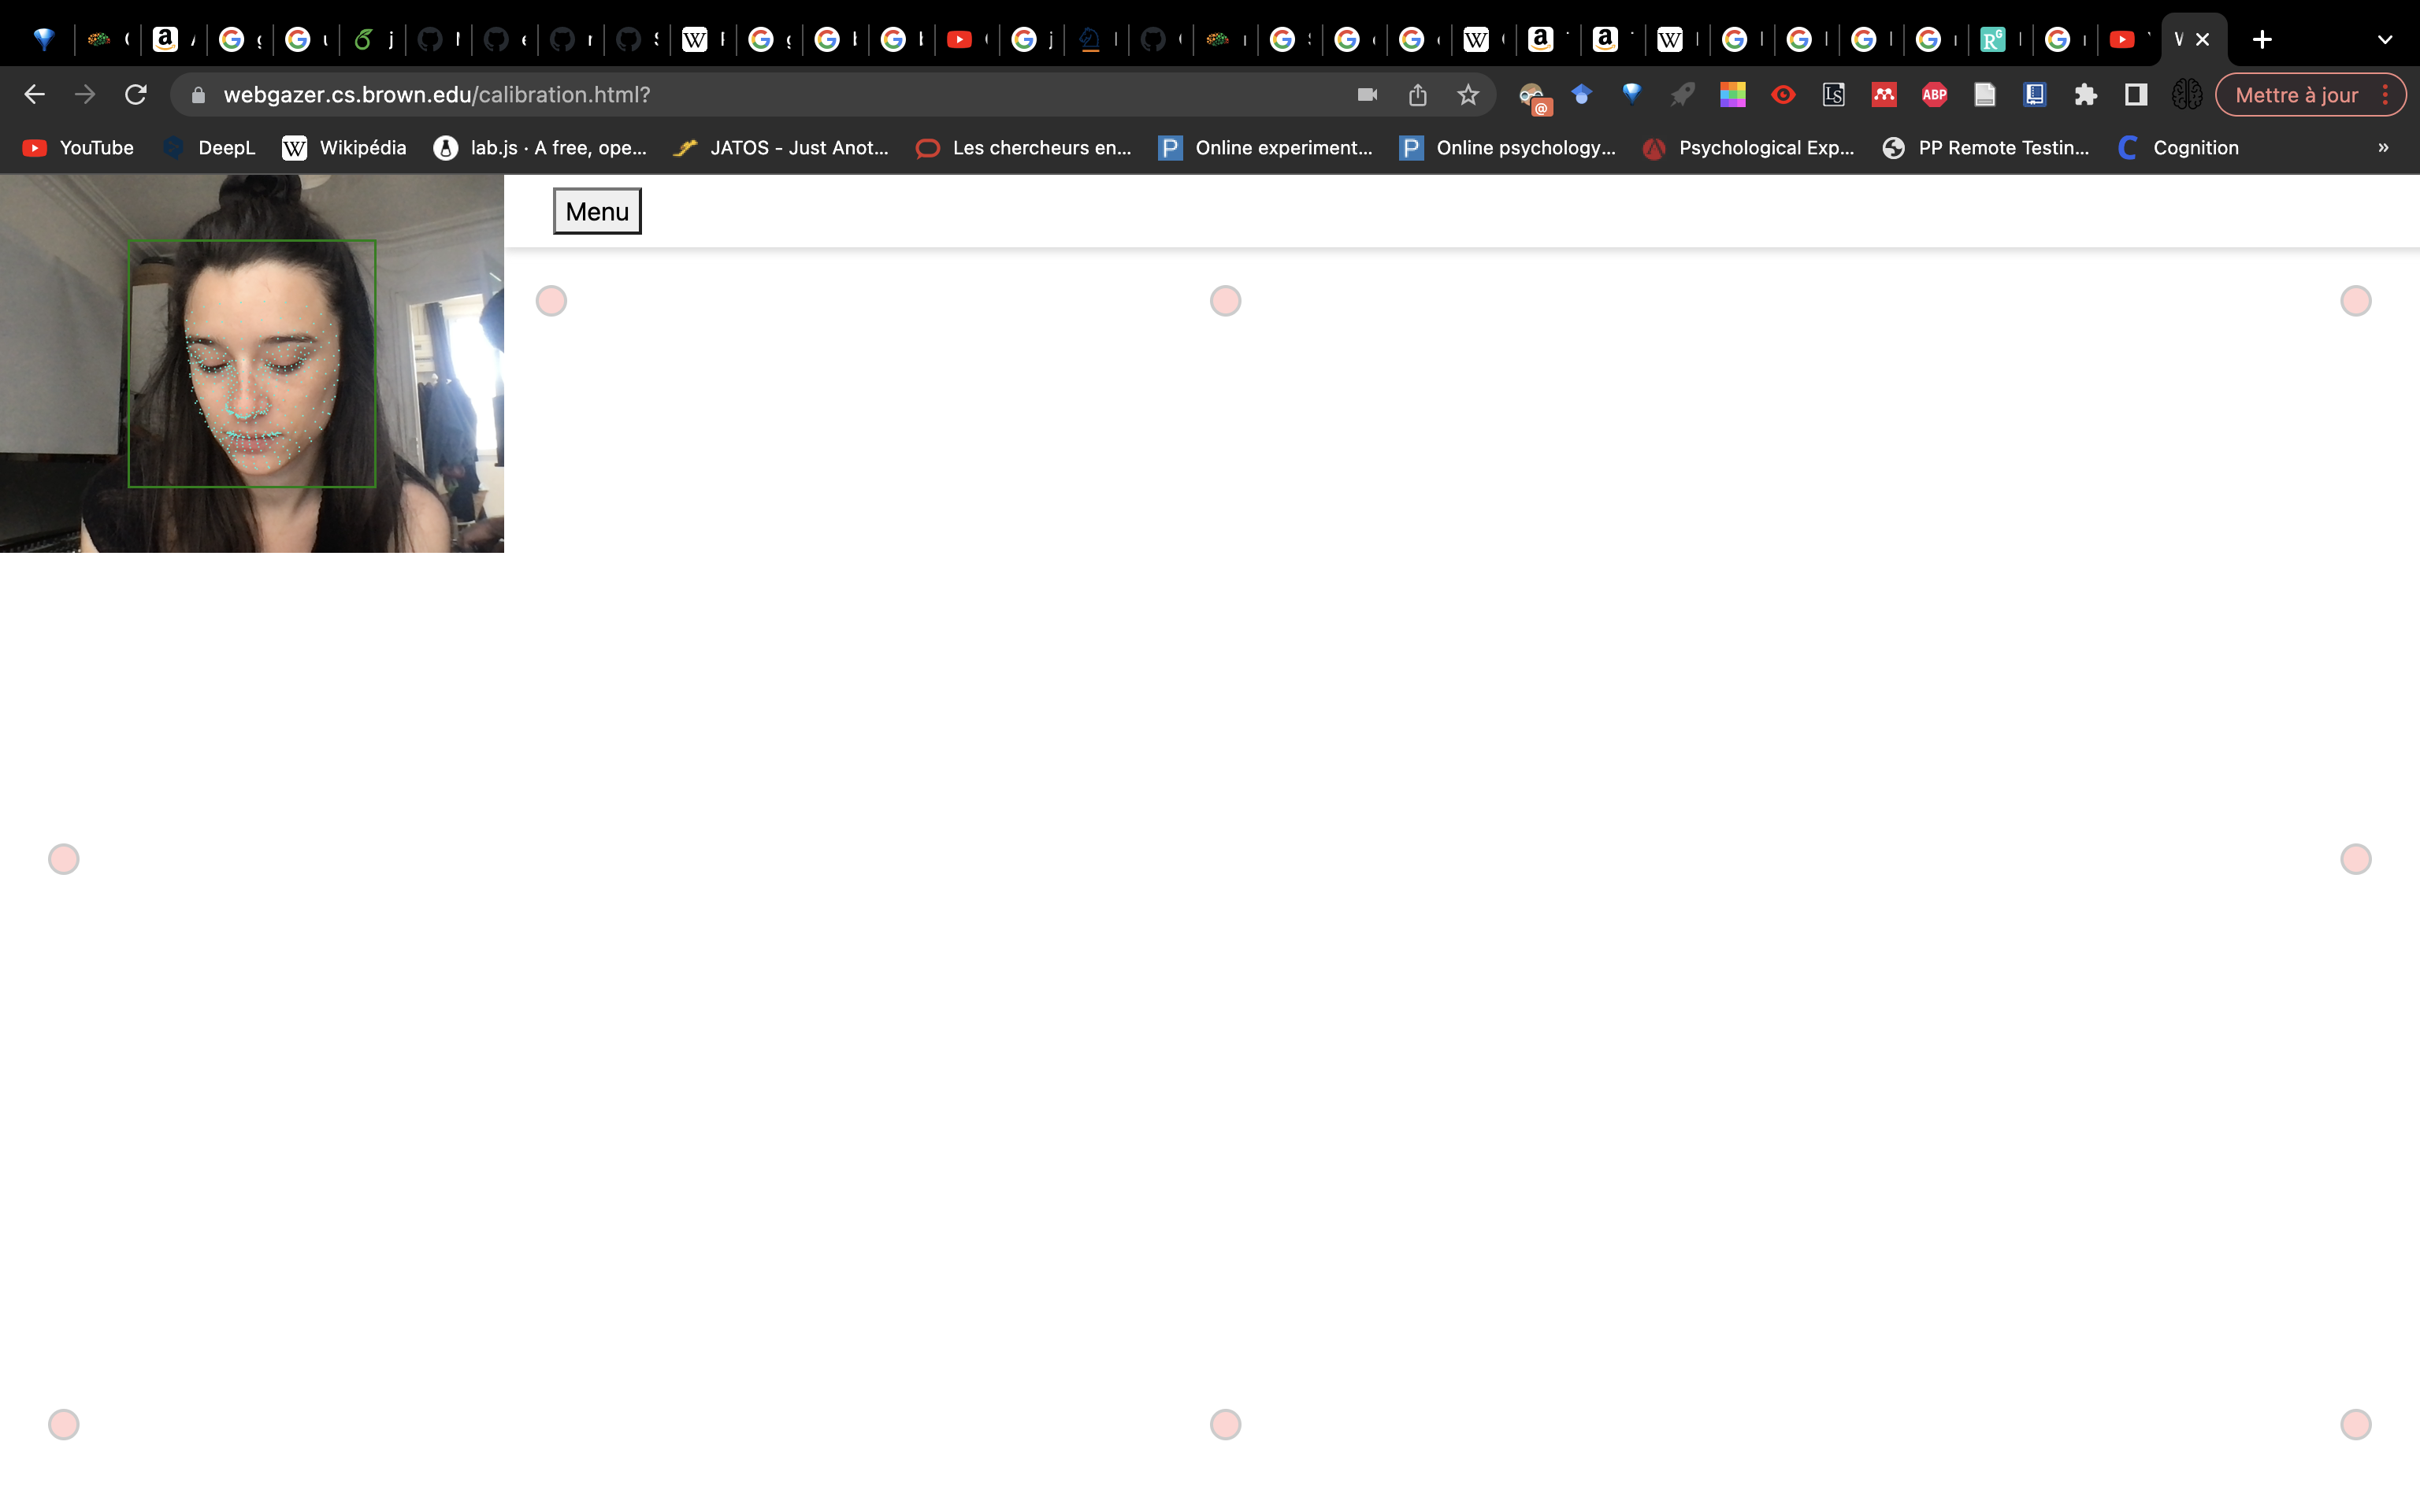 webgazer.cs.brown.edu/calibration.html?
Mettre à jour
YouTube DeepL Wikipédia lab.js · A free, ope... JATOS - Just Anot... Les chercheurs en... Online experiment... Online psychology... Psychological Exp... PP Remote Testin... Cognition »
Menu